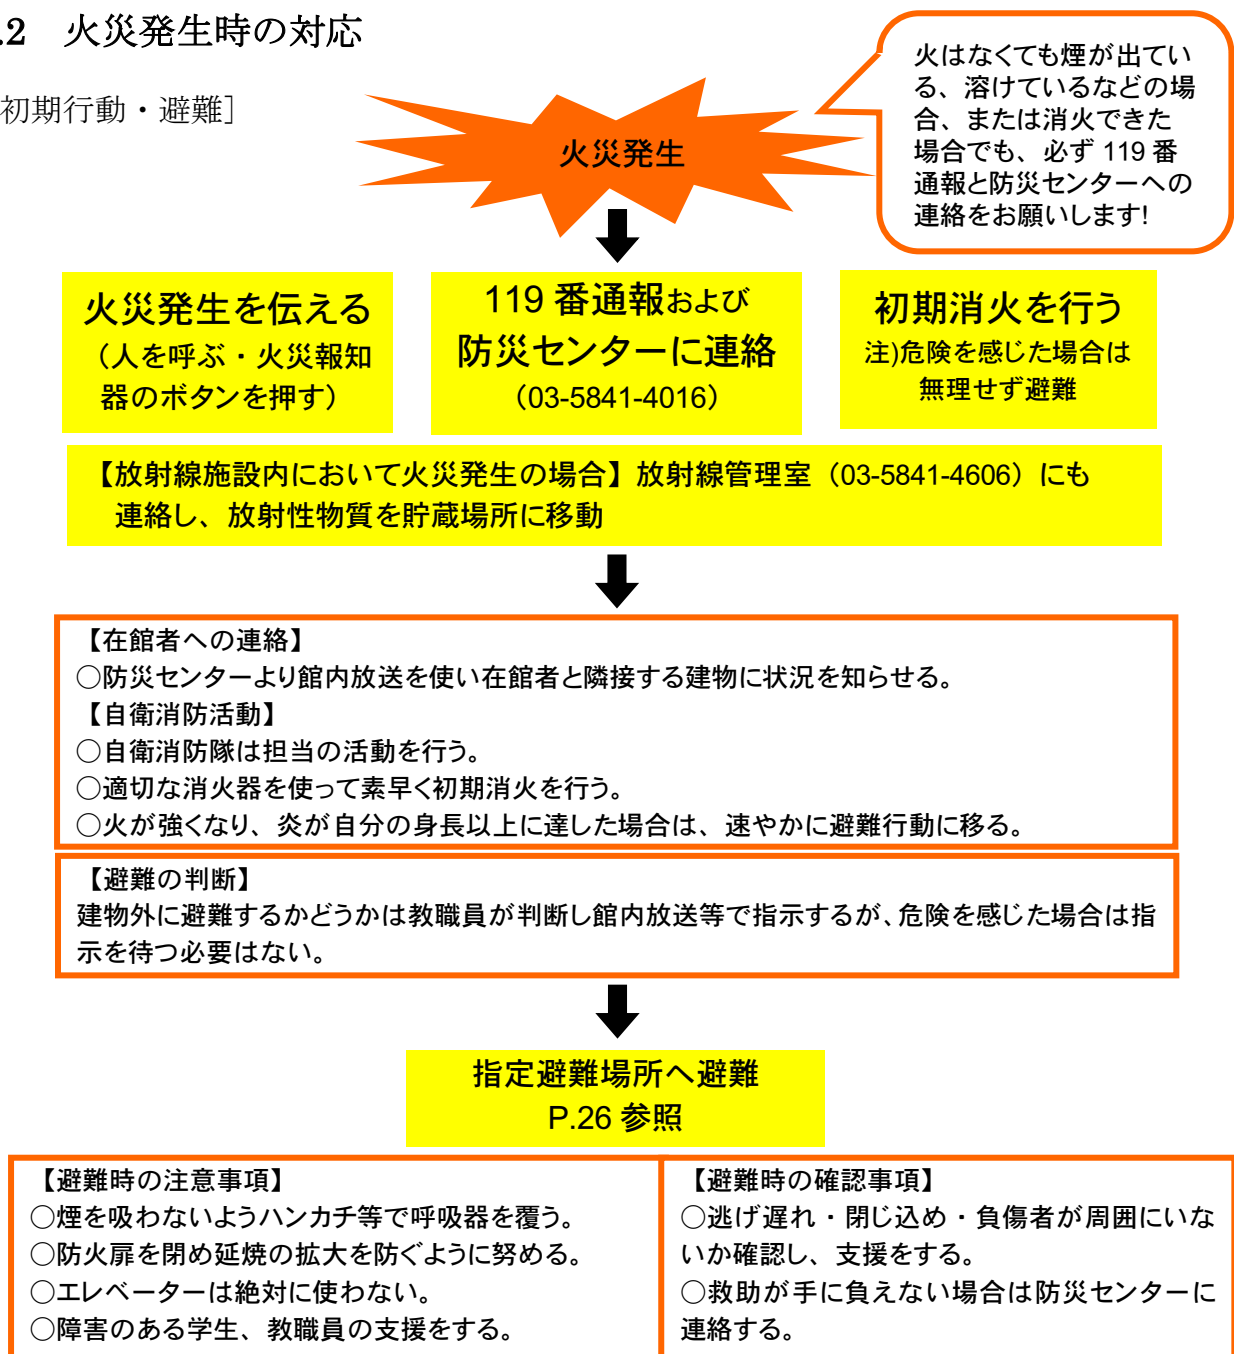 .2 火災発生時の対応
初期行動・避難］
火災発生
火はなくても煙が出てい
る、溶けているなどの場
合、または消火できた
場合でも、必ず 119 番
通報と防災センターへの
連絡をお願いします!
火災発生を伝える
（人を呼ぶ・火災報知
器のボタンを押す）
119 番通報および
防災センターに連絡
（03-5841-4016）
初期消火を行う
注)危険を感じた場合は
無理せず避難
【放射線施設内において火災発生の場合】放射線管理室（03-5841-4606）にも
連絡し、放射性物質を貯蔵場所に移動
【在館者への連絡】
○防災センターより館内放送を使い在館者と隣接する建物に状況を知らせる。
【自衛消防活動】
○自衛消防隊は担当の活動を行う。
○適切な消火器を使って素早く初期消火を行う。
○火が強くなり、炎が自分の身長以上に達した場合は、速やかに避難行動に移る。
【避難の判断】
建物外に避難するかどうかは教職員が判断し館内放送等で指示するが、危険を感じた場合は指
示を待つ必要はない。
指定避難場所へ避難
P.26 参照
【避難時の注意事項】
○煙を吸わないようハンカチ等で呼吸器を覆う。
○防火扉を閉め延焼の拡大を防ぐように努める。
○エレベーターは絶対に使わない。
○障害のある学生、教職員の支援をする。
【避難時の確認事項】
○逃げ遅れ・閉じ込め・負傷者が周囲にいな
いか確認し、支援をする。
○救助が手に負えない場合は防災センターに
連絡する。